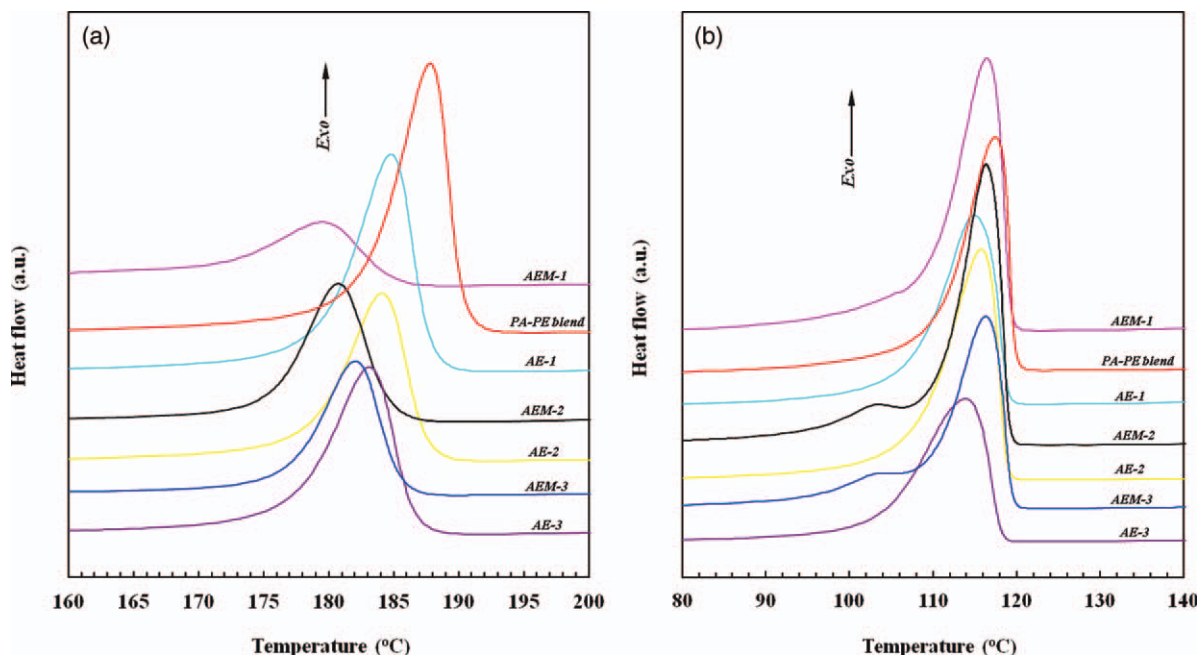 (a)
Exo
AEM-1
PA-PE blend
AE-1
AEM-2
AE-2
AEM-3
AE-3
Heat flow (a.u.)
160 165 170 175 180 185 190 195 200
Temperature (°C)
(b)
Exo
AEM-1
PA-PE blend
AE-1
AEM-2
AE-2
AEM-3
AE-3
Heat flow (a.u.)
80 90 100 110 120 130 140
Temperature (°C)